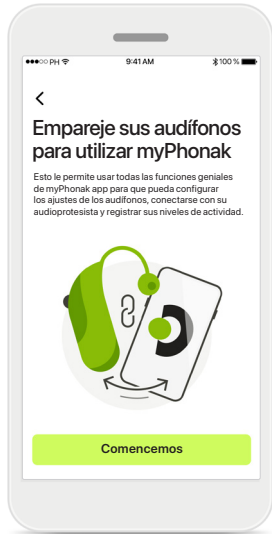 PH 9:41 AM 100 %
Empareje sus audífonos
para utilizar myPhonak
Esto le permite usar todas las funciones geniales
de myPhonak app para que pueda configurar
los ajustes de los audífonos, conectarse con su
audioprotesista y registrar sus niveles de actividad.
Comencemos